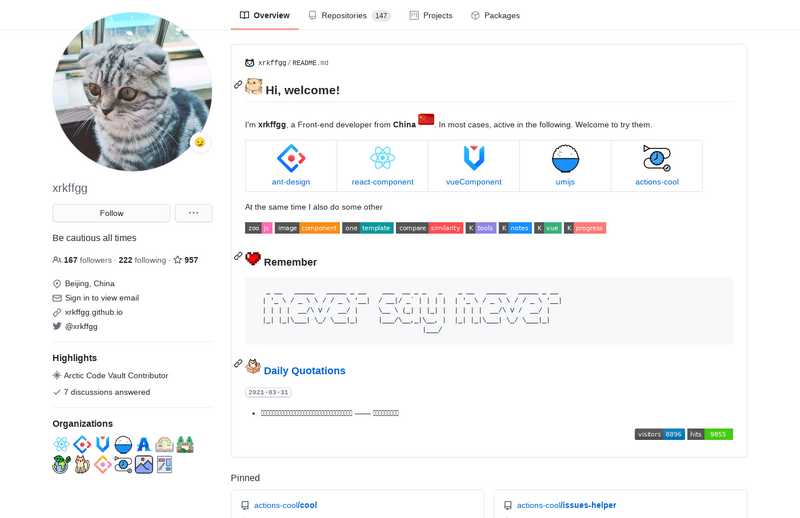 Overview
Repositories 147
Projects
Packages
xrkffgg / README.md
Hi, welcome!
I'm xrkffgg, a Front-end developer from China . In most cases, active in the following. Welcome to try them.
ant-design
react-component
vueComponent
umijs
actions-cool
At the same time I also do some other
zoo js
image component
one template
compare similarity
K tools
K notes
K vue
K progress
Remember
never say never
Daily Quotations
2021-03-31
visitors 8896
hits 9855
xrkffgg
Follow
Be cautious all times
167 followers · 222 following · 957
Beijing, China
Sign in to view email
xrkffgg.github.io
@xrkffgg
Highlights
Arctic Code Vault Contributor
7 discussions answered
Organizations
Pinned
actions-cool/cool
actions-cool/issues-helper